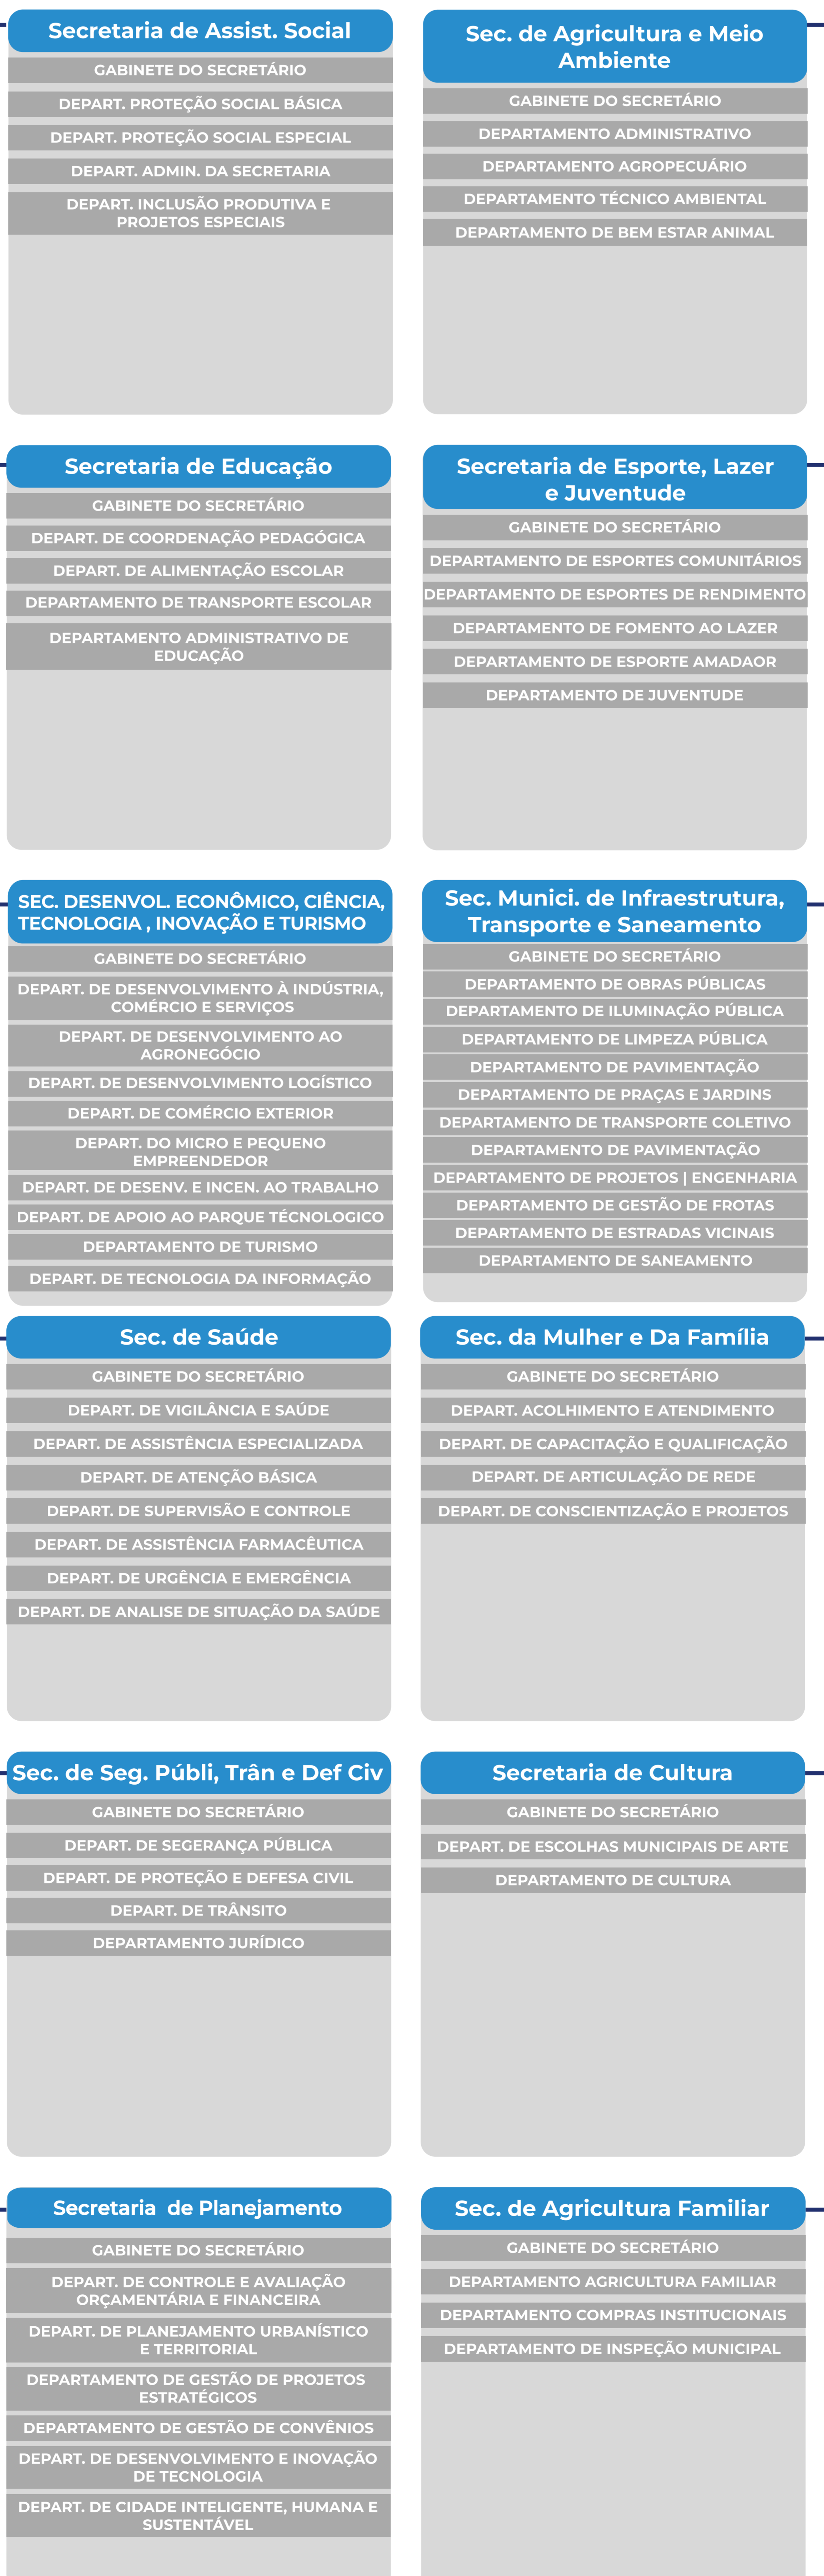 Secretaria de Assist. Social
GABINETE DO SECRETÁRIO
DEPART. PROTEÇÃO SOCIAL BÁSICA
DEPART. PROTEÇÃO SOCIAL ESPECIAL
DEPART. ADMIN. DA SECRETARIA
DEPART. INCLUSÃO PRODUTIVA E
PROJETOS ESPECIAIS
Sec. de Agricultura e Meio
Ambiente
GABINETE DO SECRETÁRIO
DEPARTAMENTO ADMINISTRATIVO
DEPARTAMENTO AGROPECUÁRIO
DEPARTAMENTO TÉCNICO AMBIENTAL
DEPARTAMENTO DE BEM ESTAR ANIMAL
Secretaria de Educação
GABINETE DO SECRETÁRIO
DEPART. DE COORDENAÇÃO PEDAGÓGICA
DEPART. DE ALIMENTAÇÃO ESCOLAR
DEPARTAMENTO DE TRANSPORTE ESCOLAR
DEPARTAMENTO ADMINISTRATIVO DE
EDUCAÇÃO
Secretaria de Esporte, Lazer
e Juventude
GABINETE DO SECRETÁRIO
DEPARTAMENTO DE ESPORTES COMUNITÁRIOS
DEPARTAMENTO DE ESPORTES DE RENDIMENTO
DEPARTAMENTO DE FOMENTO AO LAZER
DEPARTAMENTO DE ESPORTE AMADAOR
DEPARTAMENTO DE JUVENTUDE
SEC. DESENVOL. ECONÔMICO, CIÊNCIA,
TECNOLOGIA , INOVAÇÃO E TURISMO
GABINETE DO SECRETÁRIO
DEPART. DE DESENVOLVIMENTO À INDÚSTRIA,
COMÉRCIO E SERVIÇOS
DEPART. DE DESENVOLVIMENTO AO
AGRONEGÓCIO
DEPART. DE DESENVOLVIMENTO LOGÍSTICO
DEPART. DE COMÉRCIO EXTERIOR
DEPART. DO MICRO E PEQUENO
EMPREENDEDOR
DEPART. DE DESENV. E INCEN. AO TRABALHO
DEPART. DE APOIO AO PARQUE TÉCNOLOGICO
DEPARTAMENTO DE TURISMO
DEPART. DE TECNOLOGIA DA INFORMAÇÃO
Sec. Munici. de Infraestrutura,
Transporte e Saneamento
GABINETE DO SECRETÁRIO
DEPARTAMENTO DE OBRAS PÚBLICAS
DEPARTAMENTO DE ILUMINAÇÃO PÚBLICA
DEPARTAMENTO DE LIMPEZA PÚBLICA
DEPARTAMENTO DE PAVIMENTAÇÃO
DEPARTAMENTO DE PRAÇAS E JARDINS
DEPARTAMENTO DE TRANSPORTE COLETIVO
DEPARTAMENTO DE PAVIMENTAÇÃO
DEPARTAMENTO DE PROJETOS | ENGENHARIA
DEPARTAMENTO DE GESTÃO DE FROTAS
DEPARTAMENTO DE ESTRADAS VICINAIS
DEPARTAMENTO DE SANEAMENTO
Sec. de Saúde
GABINETE DO SECRETÁRIO
DEPART. DE VIGILÂNCIA E SAÚDE
DEPART. DE ASSISTÊNCIA ESPECIALIZADA
DEPART. DE ATENÇÃO BÁSICA
DEPART. DE SUPERVISÃO E CONTROLE
DEPART. DE ASSISTÊNCIA FARMACÊUTICA
DEPART. DE URGÊNCIA E EMERGÊNCIA
DEPART. DE ANALISE DE SITUAÇÃO DA SAÚDE
Sec. da Mulher e Da Família
GABINETE DO SECRETÁRIO
DEPART. ACOLHIMENTO E ATENDIMENTO
DEPART. DE CAPACITAÇÃO E QUALIFICAÇÃO
DEPART. DE ARTICULAÇÃO DE REDE
DEPART. DE CONSCIENTIZAÇÃO E PROJETOS
Sec. de Seg. Públi, Trân e Def Civ
GABINETE DO SECRETÁRIO
DEPART. DE SEGERANÇA PÚBLICA
DEPART. DE PROTEÇÃO E DEFESA CIVIL
DEPART. DE TRÂNSITO
DEPARTAMENTO JURÍDICO
Secretaria de Cultura
GABINETE DO SECRETÁRIO
DEPART. DE ESCOLHAS MUNICIPAIS DE ARTE
DEPARTAMENTO DE CULTURA
Secretaria de Planejamento
GABINETE DO SECRETÁRIO
DEPART. DE CONTROLE E AVALIAÇÃO
ORÇAMENTÁRIA E FINANCEIRA
DEPART. DE PLANEJAMENTO URBANÍSTICO
E TERRITORIAL
DEPARTAMENTO DE GESTÃO DE PROJETOS
ESTRATÉGICOS
DEPARTAMENTO DE GESTÃO DE CONVÊNIOS
DEPART. DE DESENVOLVIMENTO E INOVAÇÃO
DE TECNOLOGIA
DEPART. DE CIDADE INTELIGENTE, HUMANA E
SUSTENTÁVEL
Sec. de Agricultura Familiar
GABINETE DO SECRETÁRIO
DEPARTAMENTO AGRICULTURA FAMILIAR
DEPARTAMENTO COMPRAS INSTITUCIONAIS
DEPARTAMENTO DE INSPEÇÃO MUNICIPAL